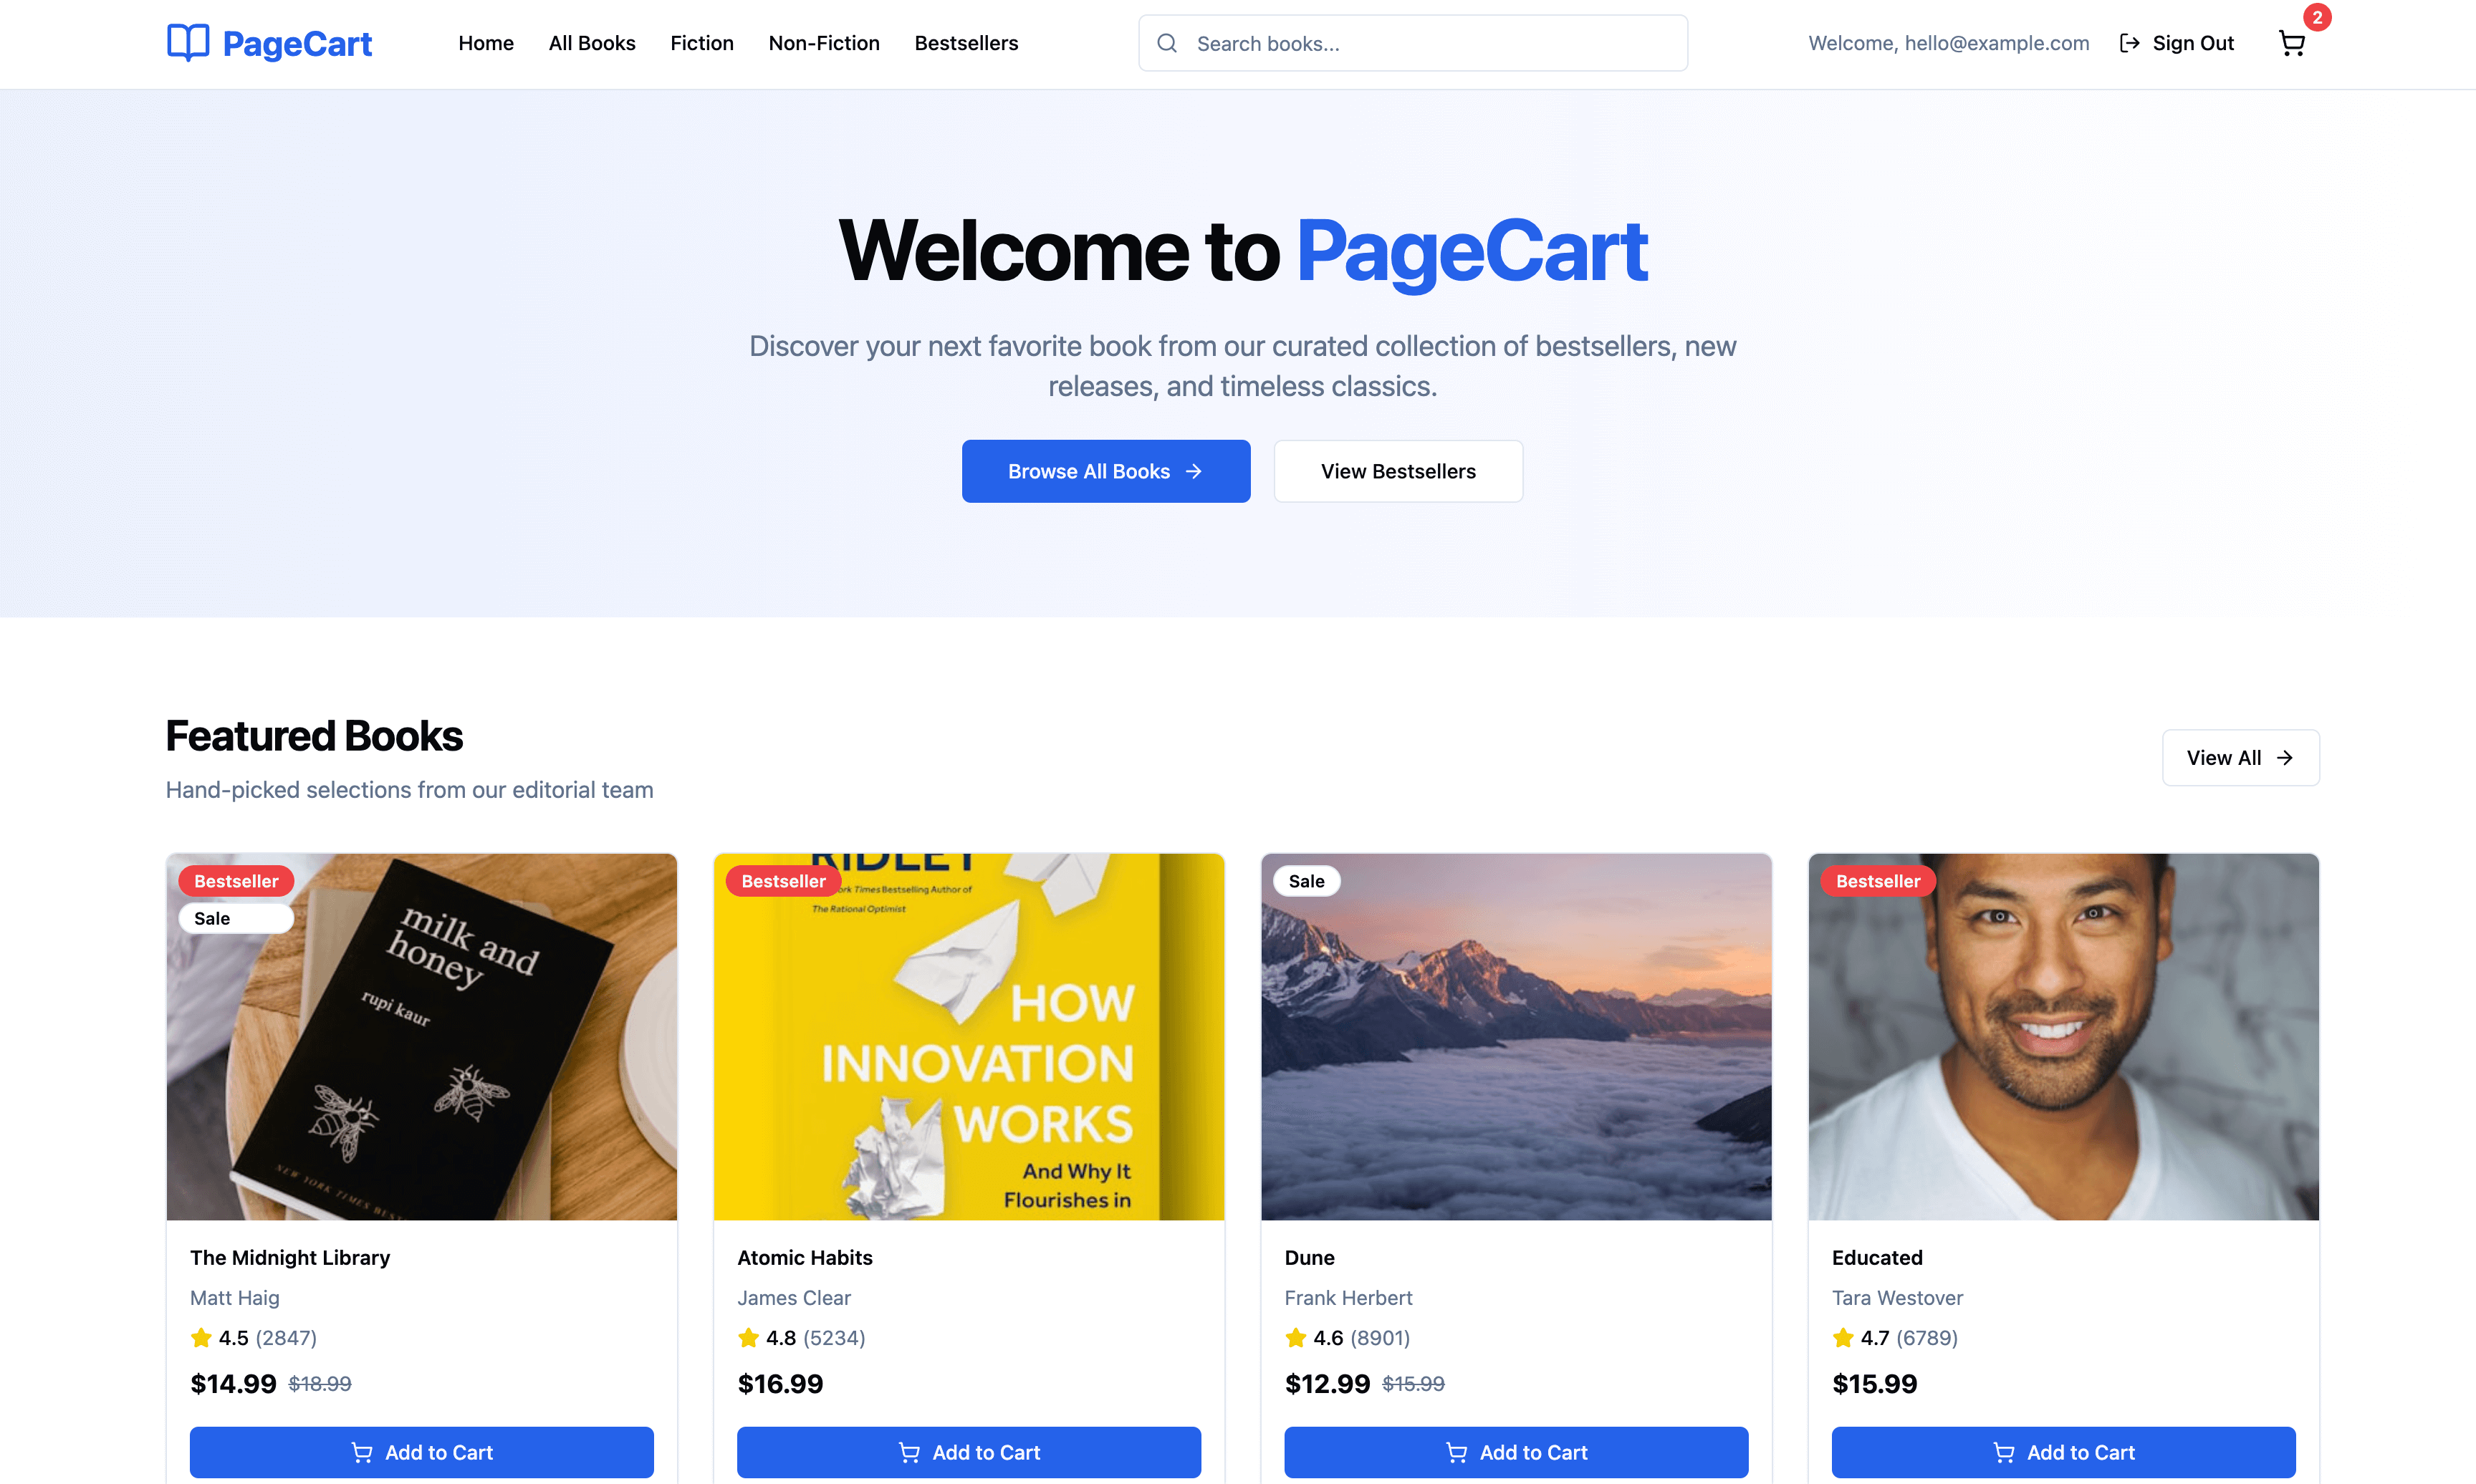 PageCart
Home
All Books
Fiction
Non-Fiction
Bestsellers
Search books...
Welcome, hello@example.com
Sign Out
2
Welcome to PageCart
Discover your next favorite book from our curated collection of bestsellers, new
releases, and timeless classics.
Browse All Books
View Bestsellers
Featured Books
Hand-picked selections from our editorial team
View All
Bestseller
Sale
milk and
honey
rupi kaur
NEW YORK TIMES BEST
The Midnight Library
Matt Haig
4.5 (2847)
$14.99 $18.99
Add to Cart
RIDLEY
Bestseller
Times Bestselling Author of
The Rational Optimist
HOW
INNOVATION
WORKS
And Why It
Flourishes in
Atomic Habits
James Clear
4.8 (5234)
$16.99
Add to Cart
Sale
Dune
Frank Herbert
4.6 (8901)
$12.99 $15.99
Add to Cart
Bestseller
Educated
Tara Westover
4.7 (6789)
$15.99
Add to Cart